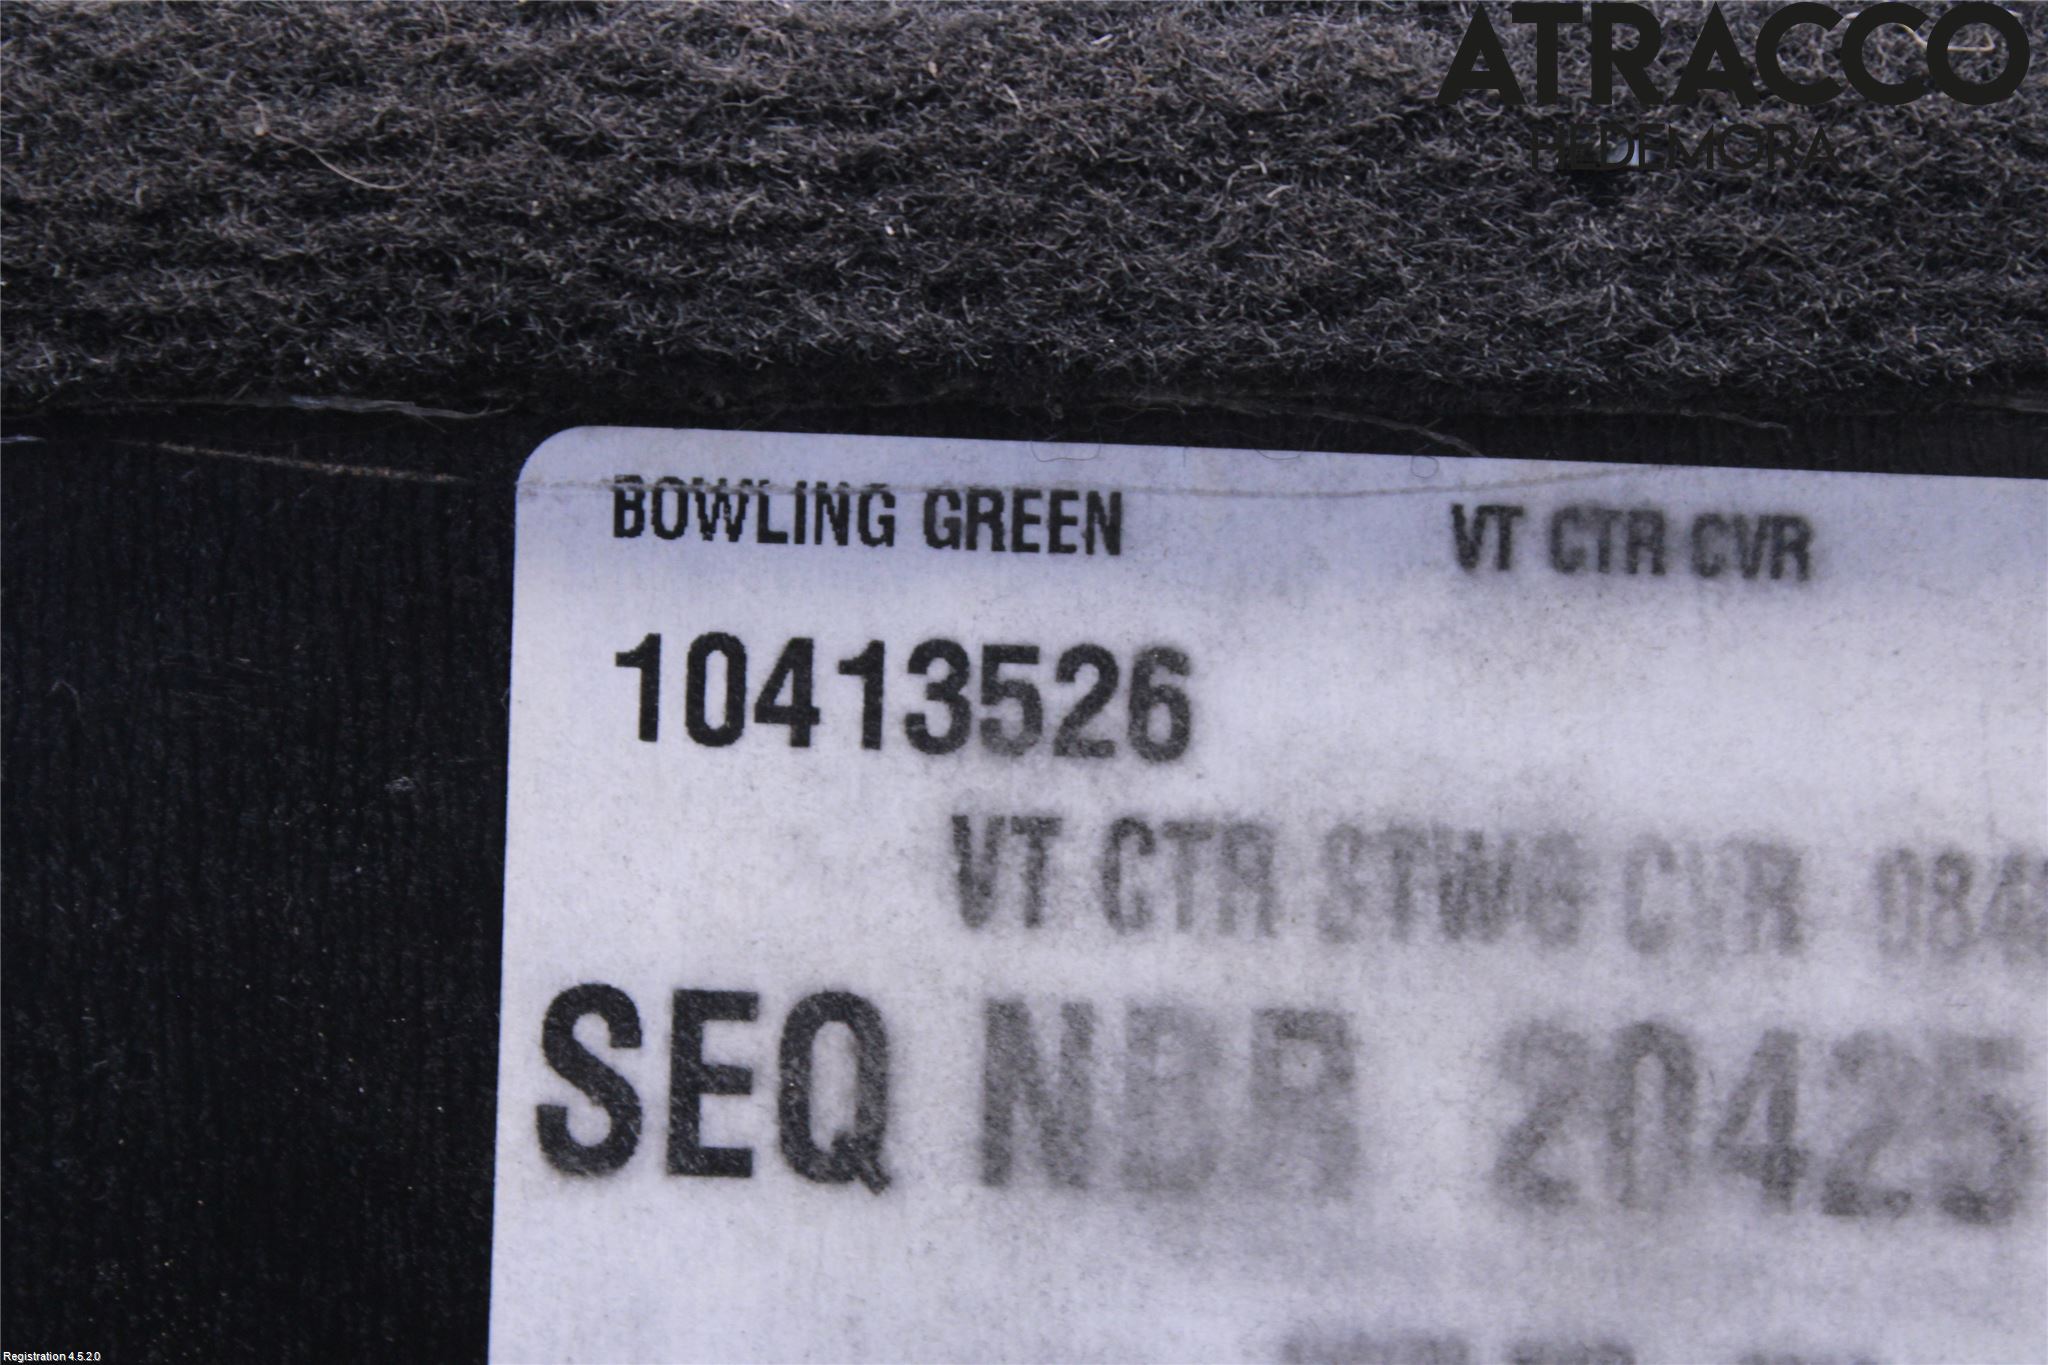 ATRACCO
PIEDEMORA
BOWLING GREEN VT CTR CVR
10413526
VT CTR STWG CVR
SEQ NBR 20425
Registration 4.5.2.0